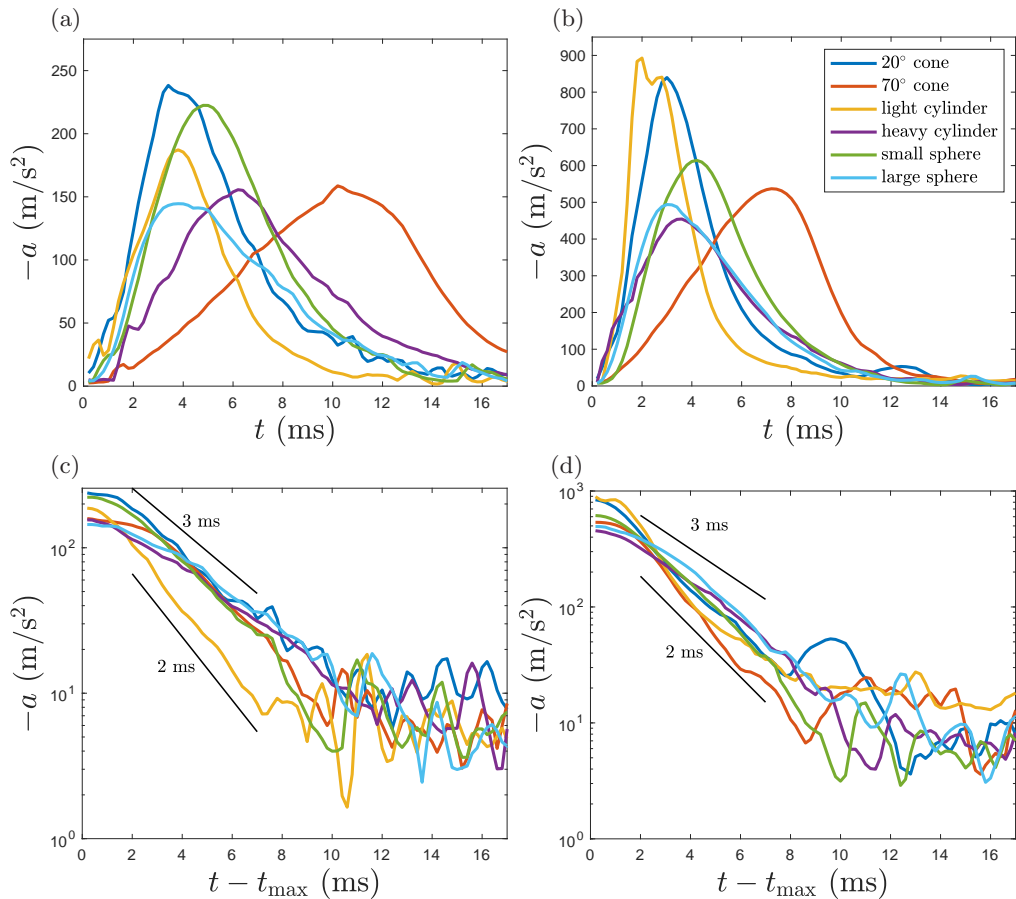 (a)
250
200
150
100
50
0
−a (m/s²)
0 2 4 6 8 10 12 14 16
t (ms)
(b)
900
800
700
600
500
400
300
200
100
0
−a (m/s²)
0 2 4 6 8 10 12 14 16
t (ms)
20° cone
70° cone
light cylinder
heavy cylinder
small sphere
large sphere
(c)
10²
10¹
10⁰
−a (m/s²)
3 ms
2 ms
0 2 4 6 8 10 12 14 16
t − tₘₐₓ (ms)
(d)
10³
10²
10¹
10⁰
−a (m/s²)
3 ms
2 ms
0 2 4 6 8 10 12 14 16
t − tₘₐₓ (ms)